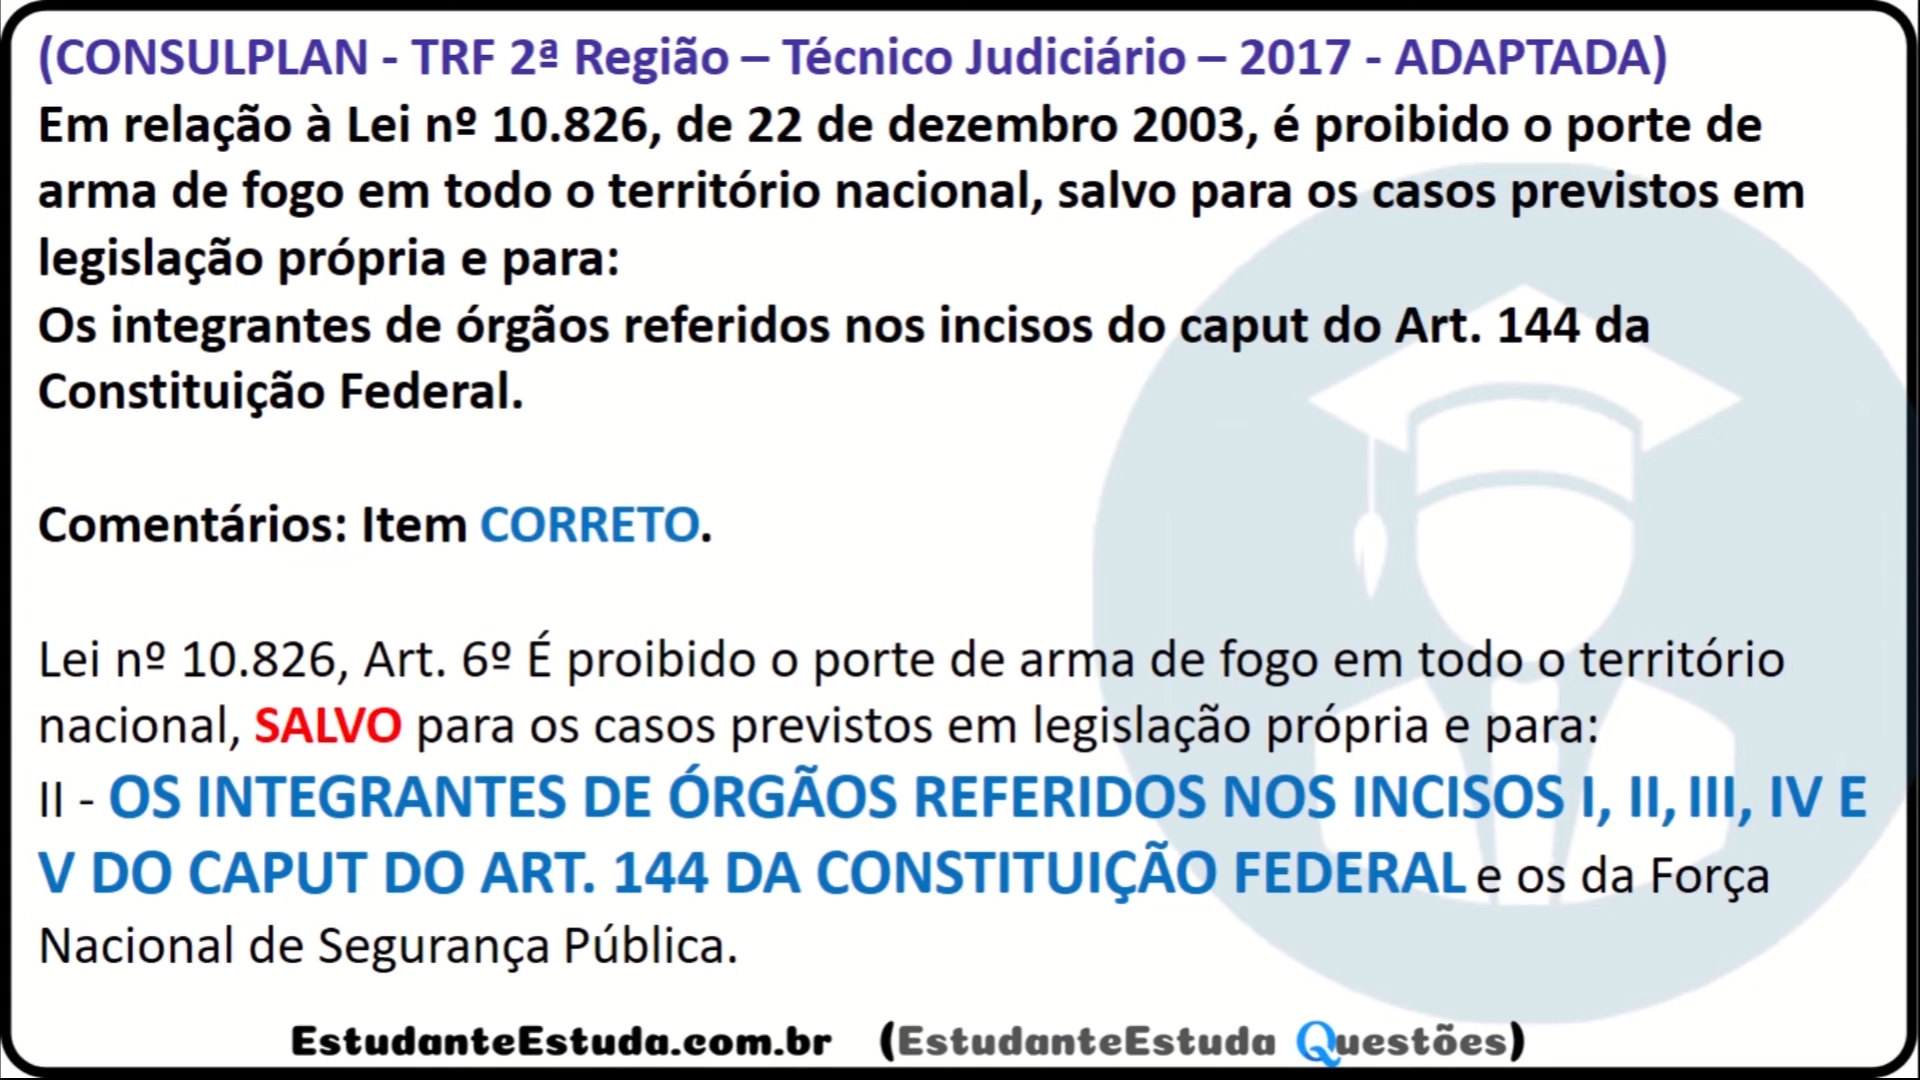 (CONSULPLAN - TRF 2ª Região – Técnico Judiciário – 2017 - ADAPTADA)
Em relação à Lei nº 10.826, de 22 de dezembro 2003, é proibido o porte de
arma de fogo em todo o território nacional, salvo para os casos previstos em
legislação própria e para:
Os integrantes de órgãos referidos nos incisos do caput do Art. 144 da
Constituição Federal.
Comentários: Item CORRETO.
Lei nº 10.826, Art. 6º É proibido o porte de arma de fogo em todo o território
nacional, SALVO para os casos previstos em legislação própria e para:
II - OS INTEGRANTES DE ÓRGÃOS REFERIDOS NOS INCISOS I, II, III, IV E
V DO CAPUT DO ART. 144 DA CONSTITUIÇÃO FEDERAL e os da Força
Nacional de Segurança Pública.
EstudanteEstuda.com.br (EstudanteEstuda Questões)